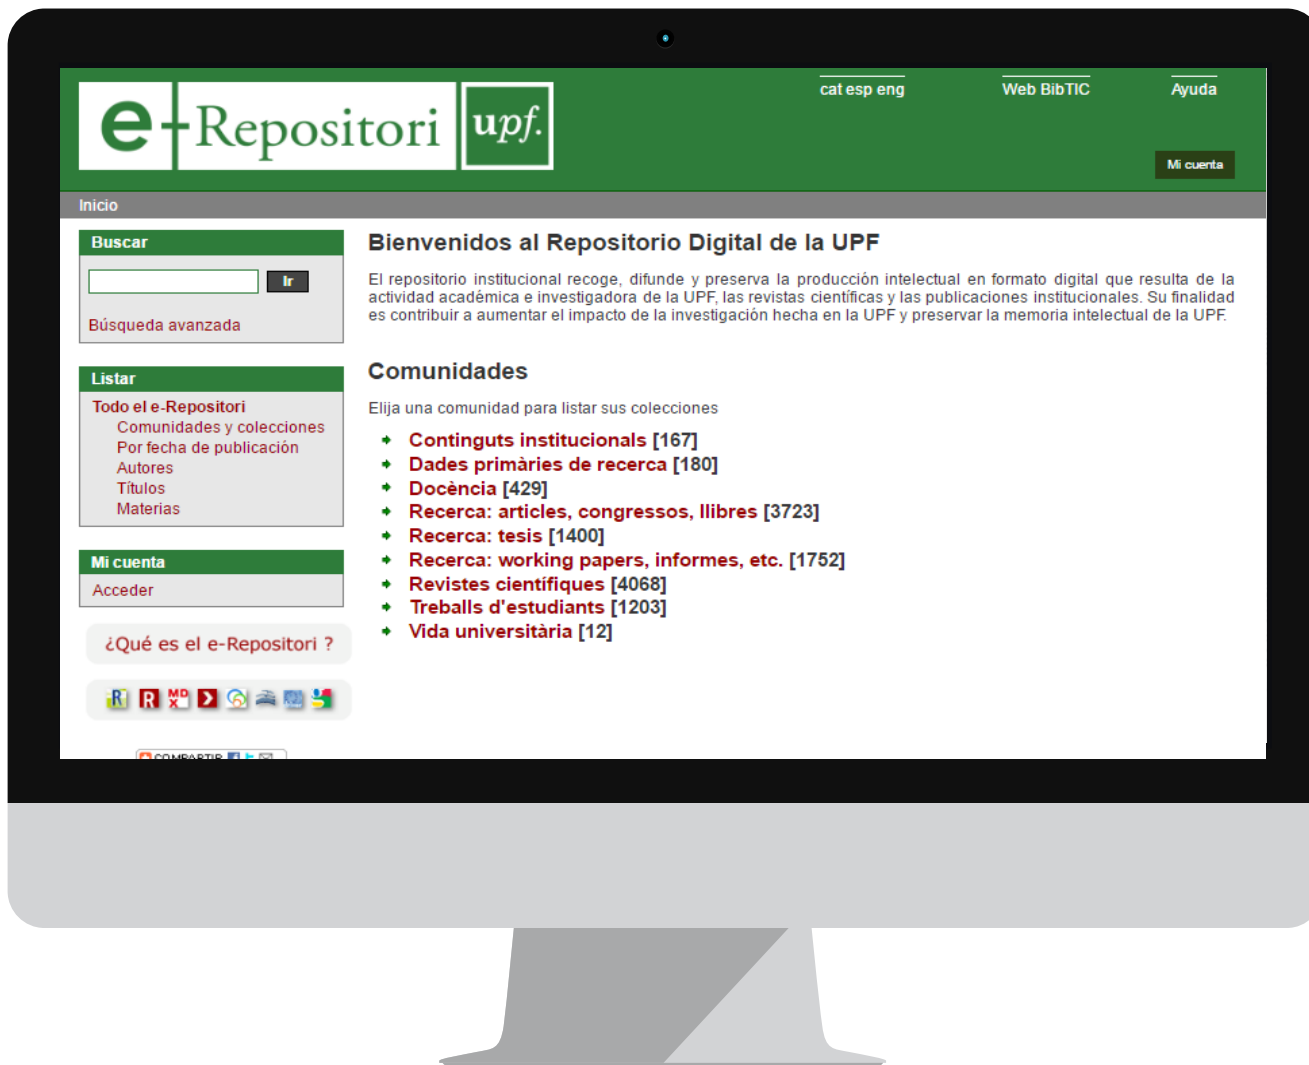 e-Repositori upf.
cat esp eng
Web BibTIC
Ayuda
Mi cuenta
Inicio
Buscar
Ir
Búsqueda avanzada
Listar
Todo el e-Repositori
Comunidades y colecciones
Por fecha de publicación
Autores
Títulos
Materias
Mi cuenta
Acceder
¿Qué es el e-Repositori ?
R R MDX
COMPARTIR
Bienvenidos al Repositorio Digital de la UPF
El repositorio institucional recoge, difunde y preserva la producción intelectual en formato digital que resulta de la
actividad académica e investigadora de la UPF, las revistas científicas y las publicaciones institucionales. Su finalidad
es contribuir a aumentar el impacto de la investigación hecha en la UPF y preservar la memoria intelectual de la UPF.
Comunidades
Elija una comunidad para listar sus colecciones
Continguts institucionals [167]
Dades primàries de recerca [180]
Docència [429]
Recerca: articles, congressos, llibres [3723]
Recerca: tesis [1400]
Recerca: working papers, informes, etc. [1752]
Revistes científiques [4068]
Treballs d'estudiants [1203]
Vida universitària [12]